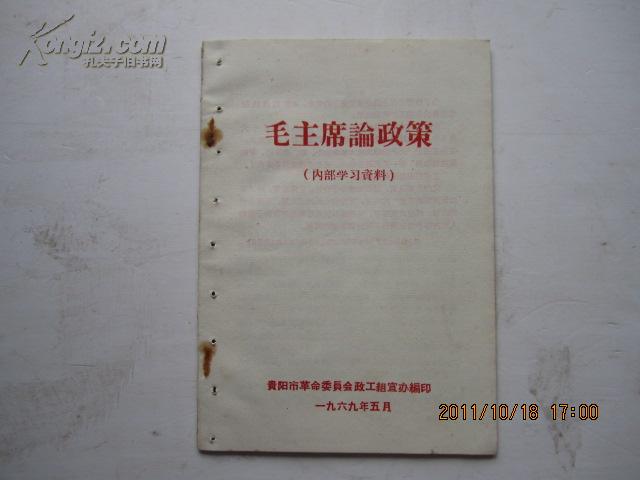 Kongfz.com
孔夫子旧书网
毛主席論政策
（内部学习資料）
貴阳市革命委員会政工組宣办編印
一九六九年五月
2011/10/18 17:00